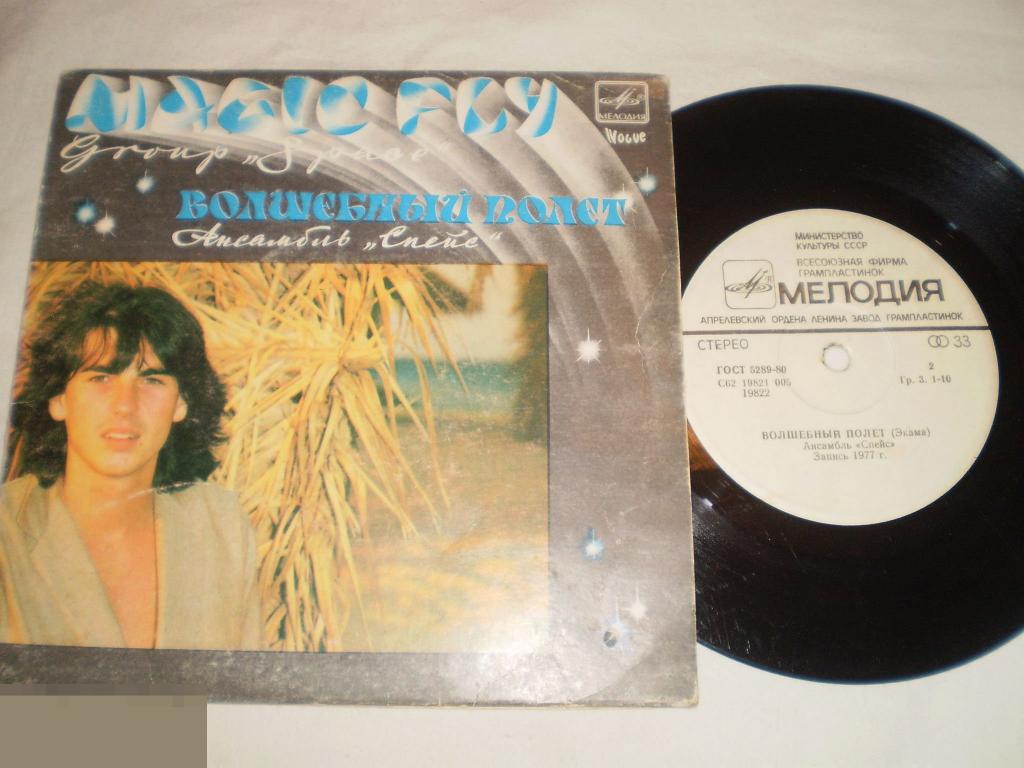 MAGIC FLY
Group „Space“
МЕЛОДИЯ
VOGUE
ВОЛШЕБНЫЙ ПОЛЕТ
Ансамбль „Спейс“
МИНИСТЕРСТВО
КУЛЬТУРЫ СССР
ВСЕСОЮЗНАЯ ФИРМА
ГРАМПЛАСТИНОК
МЕЛОДИЯ
АПРЕЛЕВСКИЙ ОРДЕНА ЛЕНИНА ЗАВОД ГРАМПЛАСТИНОК
СТЕРЕО 33
ГОСТ 5289-80 2
С62 19821 005 Гр. 3. 1-10
19822
ВОЛШЕБНЫЙ ПОЛЕТ (Экама)
Ансамбль «Спейс»
Запись 1977 г.